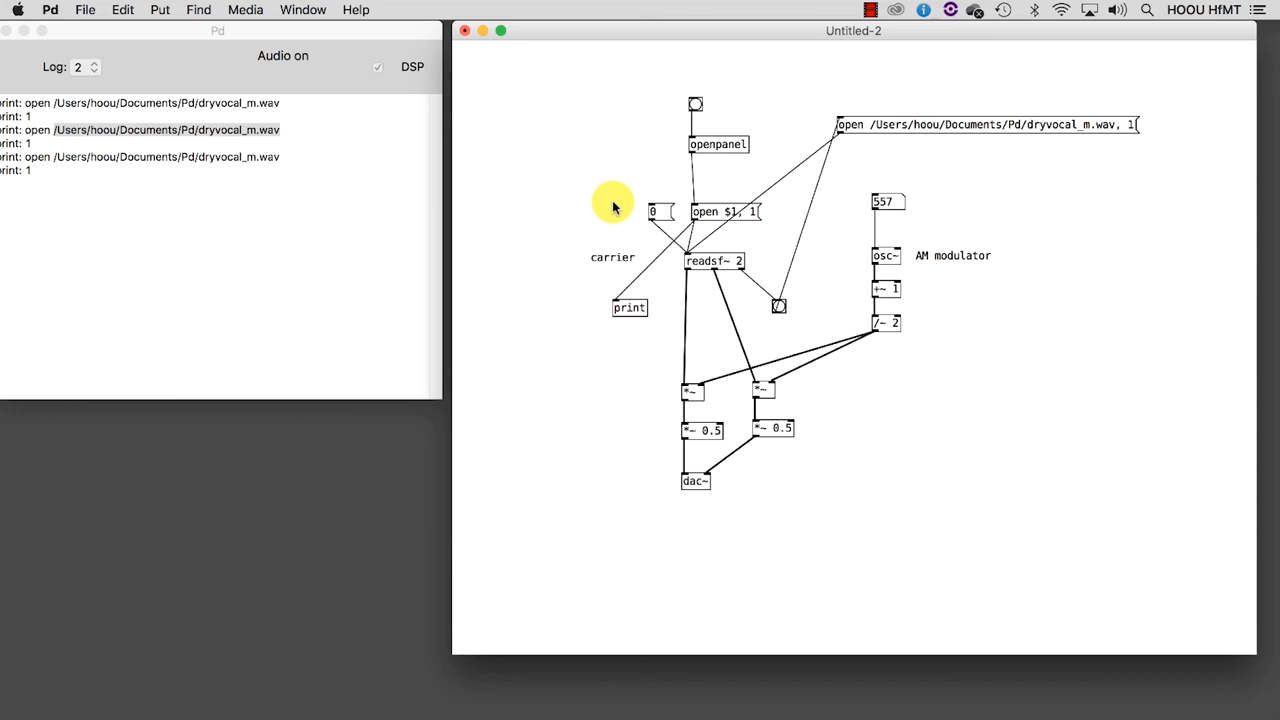 Pd File Edit Put Find Media Window Help HOOU HfMT
Pd
Audio on
Log: 2 DSP
print: open /Users/hoou/Documents/Pd/dryvocal_m.wav
print: 1
print: open /Users/hoou/Documents/Pd/dryvocal_m.wav
print: 1
print: open /Users/hoou/Documents/Pd/dryvocal_m.wav
print: 1
Untitled-2
open /Users/hoou/Documents/Pd/dryvocal_m.wav, 1
openpanel
557
0
open $1, 1
carrier
readsf~ 2
osc~
AM modulator
+~ 1
print
/~ 2
*~
*~
*~ 0.5
*~ 0.5
dac~